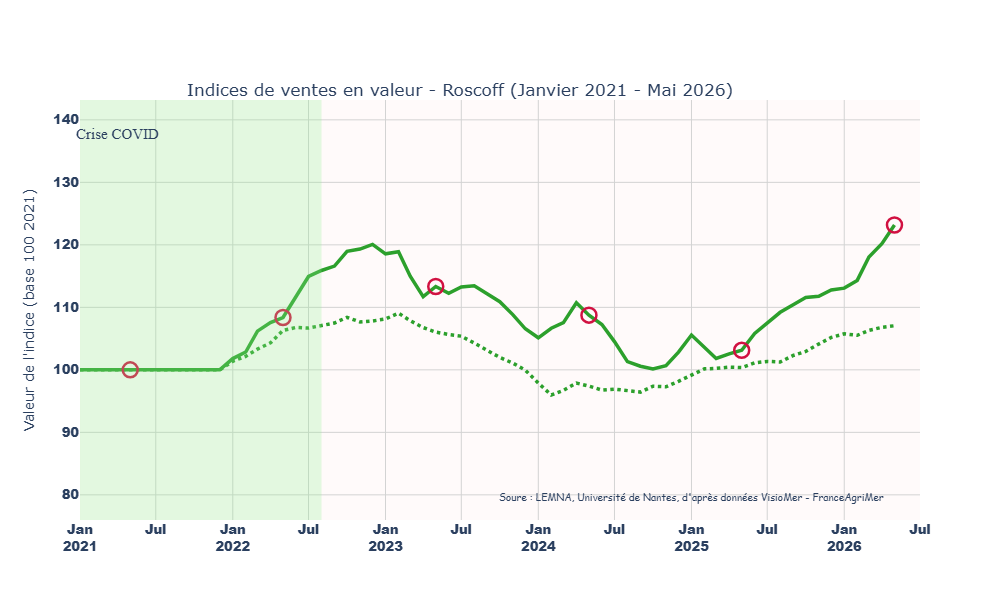 Indices de ventes en valeur - Roscoff (Janvier 2021 - Mai 2026)
Valeur de l'indice (base 100 2021)
140
Crise COVID
130
120
110
100
90
80
Soure : LEMNA, Université de Nantes, d'après données VisioMer - FranceAgriMer
Jan Jul Jan Jul Jan Jul Jan Jul Jan Jul Jan Jul
2021 2022 2023 2024 2025 2026